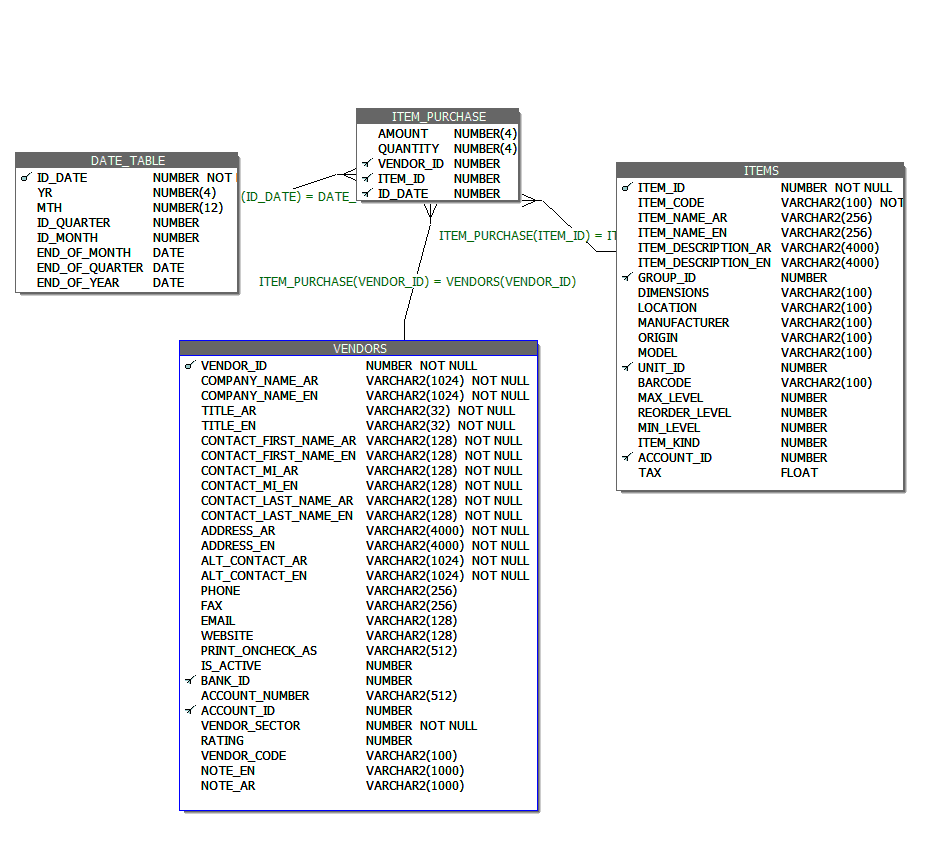 ITEM_PURCHASE
AMOUNT NUMBER(4)
QUANTITY NUMBER(4)
VENDOR_ID NUMBER
ITEM_ID NUMBER
ID_DATE NUMBER
DATE_TABLE
ID_DATE NUMBER NOT
YR NUMBER(4)
MTH NUMBER(12)
ID_QUARTER NUMBER
ID_MONTH NUMBER
END_OF_MONTH DATE
END_OF_QUARTER DATE
END_OF_YEAR DATE
(ID_DATE) = DATE_
ITEM_PURCHASE(ITEM_ID) = IT
ITEM_PURCHASE(VENDOR_ID) = VENDORS(VENDOR_ID)
ITEMS
ITEM_ID NUMBER NOT NULL
ITEM_CODE VARCHAR2(100) NOT
ITEM_NAME_AR VARCHAR2(256)
ITEM_NAME_EN VARCHAR2(256)
ITEM_DESCRIPTION_AR VARCHAR2(4000)
ITEM_DESCRIPTION_EN VARCHAR2(4000)
GROUP_ID NUMBER
DIMENSIONS VARCHAR2(100)
LOCATION VARCHAR2(100)
MANUFACTURER VARCHAR2(100)
ORIGIN VARCHAR2(100)
MODEL VARCHAR2(100)
UNIT_ID NUMBER
BARCODE VARCHAR2(100)
MAX_LEVEL NUMBER
REORDER_LEVEL NUMBER
MIN_LEVEL NUMBER
ITEM_KIND NUMBER
ACCOUNT_ID NUMBER
TAX FLOAT
VENDORS
VENDOR_ID NUMBER NOT NULL
COMPANY_NAME_AR VARCHAR2(1024) NOT NULL
COMPANY_NAME_EN VARCHAR2(1024) NOT NULL
TITLE_AR VARCHAR2(32) NOT NULL
TITLE_EN VARCHAR2(32) NOT NULL
CONTACT_FIRST_NAME_AR VARCHAR2(128) NOT NULL
CONTACT_FIRST_NAME_EN VARCHAR2(128) NOT NULL
CONTACT_MI_AR VARCHAR2(128) NOT NULL
CONTACT_MI_EN VARCHAR2(128) NOT NULL
CONTACT_LAST_NAME_AR VARCHAR2(128) NOT NULL
CONTACT_LAST_NAME_EN VARCHAR2(128) NOT NULL
ADDRESS_AR VARCHAR2(4000) NOT NULL
ADDRESS_EN VARCHAR2(4000) NOT NULL
ALT_CONTACT_AR VARCHAR2(1024) NOT NULL
ALT_CONTACT_EN VARCHAR2(1024) NOT NULL
PHONE VARCHAR2(256)
FAX VARCHAR2(256)
EMAIL VARCHAR2(128)
WEBSITE VARCHAR2(128)
PRINT_ONCHECK_AS VARCHAR2(512)
IS_ACTIVE NUMBER
BANK_ID NUMBER
ACCOUNT_NUMBER VARCHAR2(512)
ACCOUNT_ID NUMBER
VENDOR_SECTOR NUMBER NOT NULL
RATING NUMBER
VENDOR_CODE VARCHAR2(100)
NOTE_EN VARCHAR2(1000)
NOTE_AR VARCHAR2(1000)